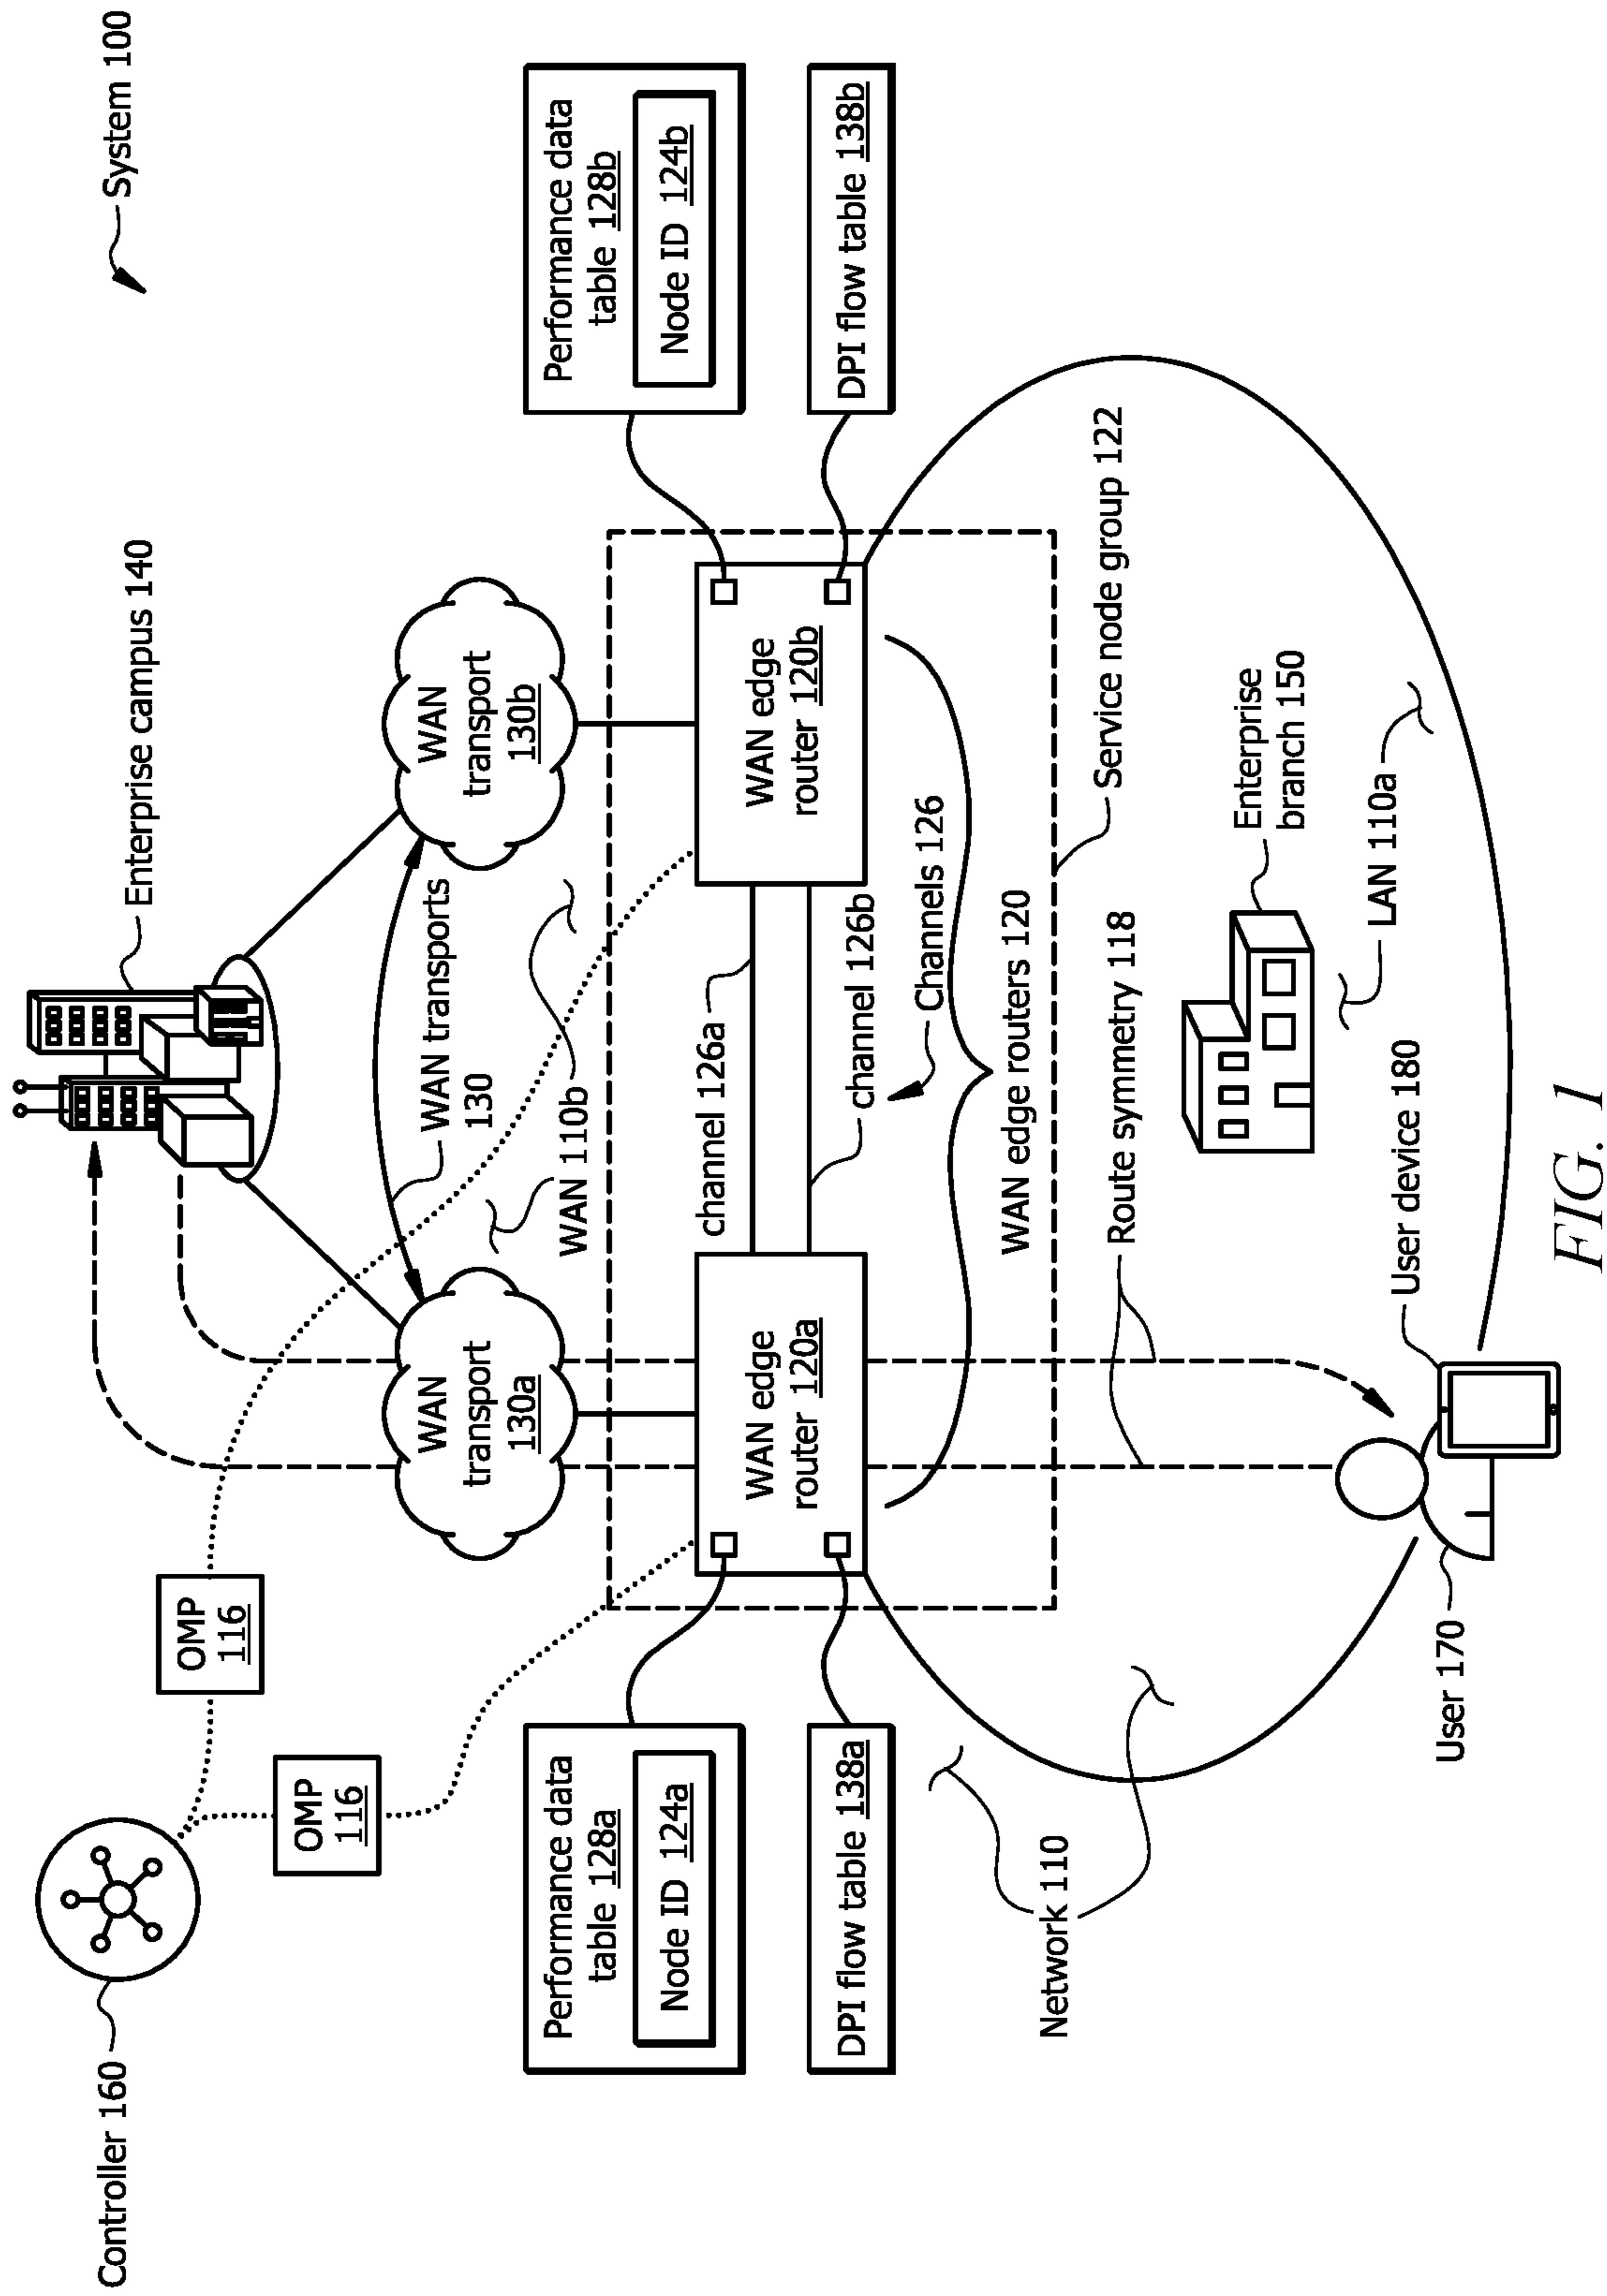 System 100
Controller 160
OMP
116
OMP
116
Enterprise campus 140
WAN
transport
130a
WAN transports
130
WAN
transport
130b
WAN 110b
Performance data
table 128a
Node ID 124a
DPI flow table 138a
WAN edge
router 120a
channel 126a
channel 126b
Channels 126
WAN edge
router 120b
Performance data
table 128b
Node ID 124b
DPI flow table 138b
WAN edge routers 120
Service node group 122
Network 110
Route symmetry 118
Enterprise
branch 150
LAN 110a
User 170
User device 180
FIG. 1